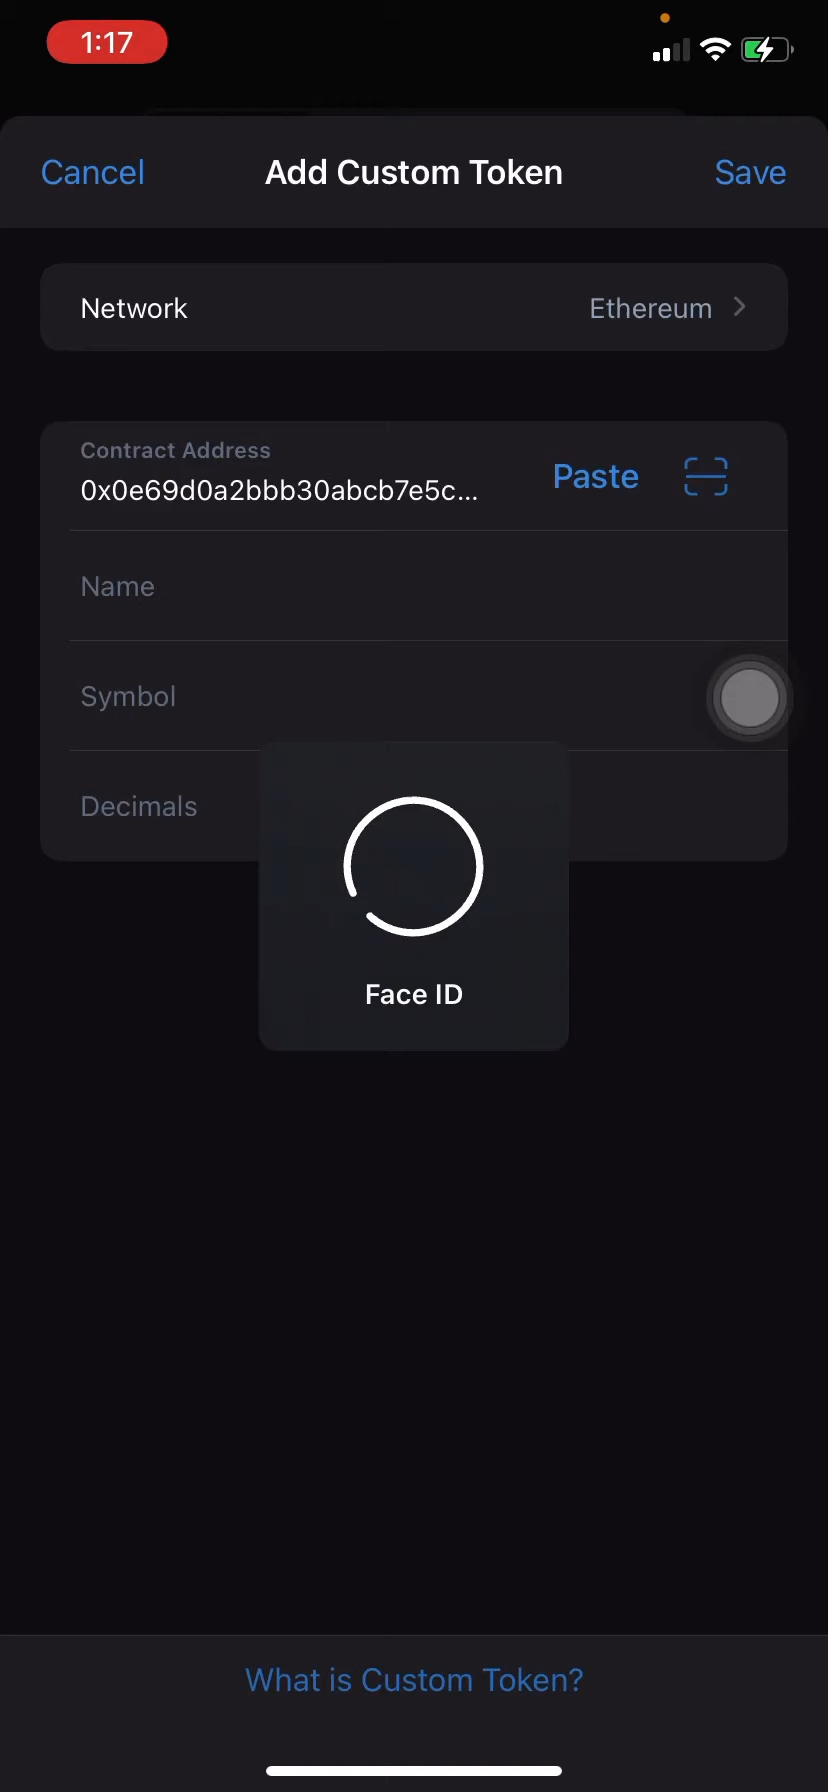 1:17
Cancel
Add Custom Token
Save
Network
Ethereum
Contract Address
0x0e69d0a2bbb30abcb7e5c...
Paste
Name
Symbol
Decimals
Face ID
What is Custom Token?